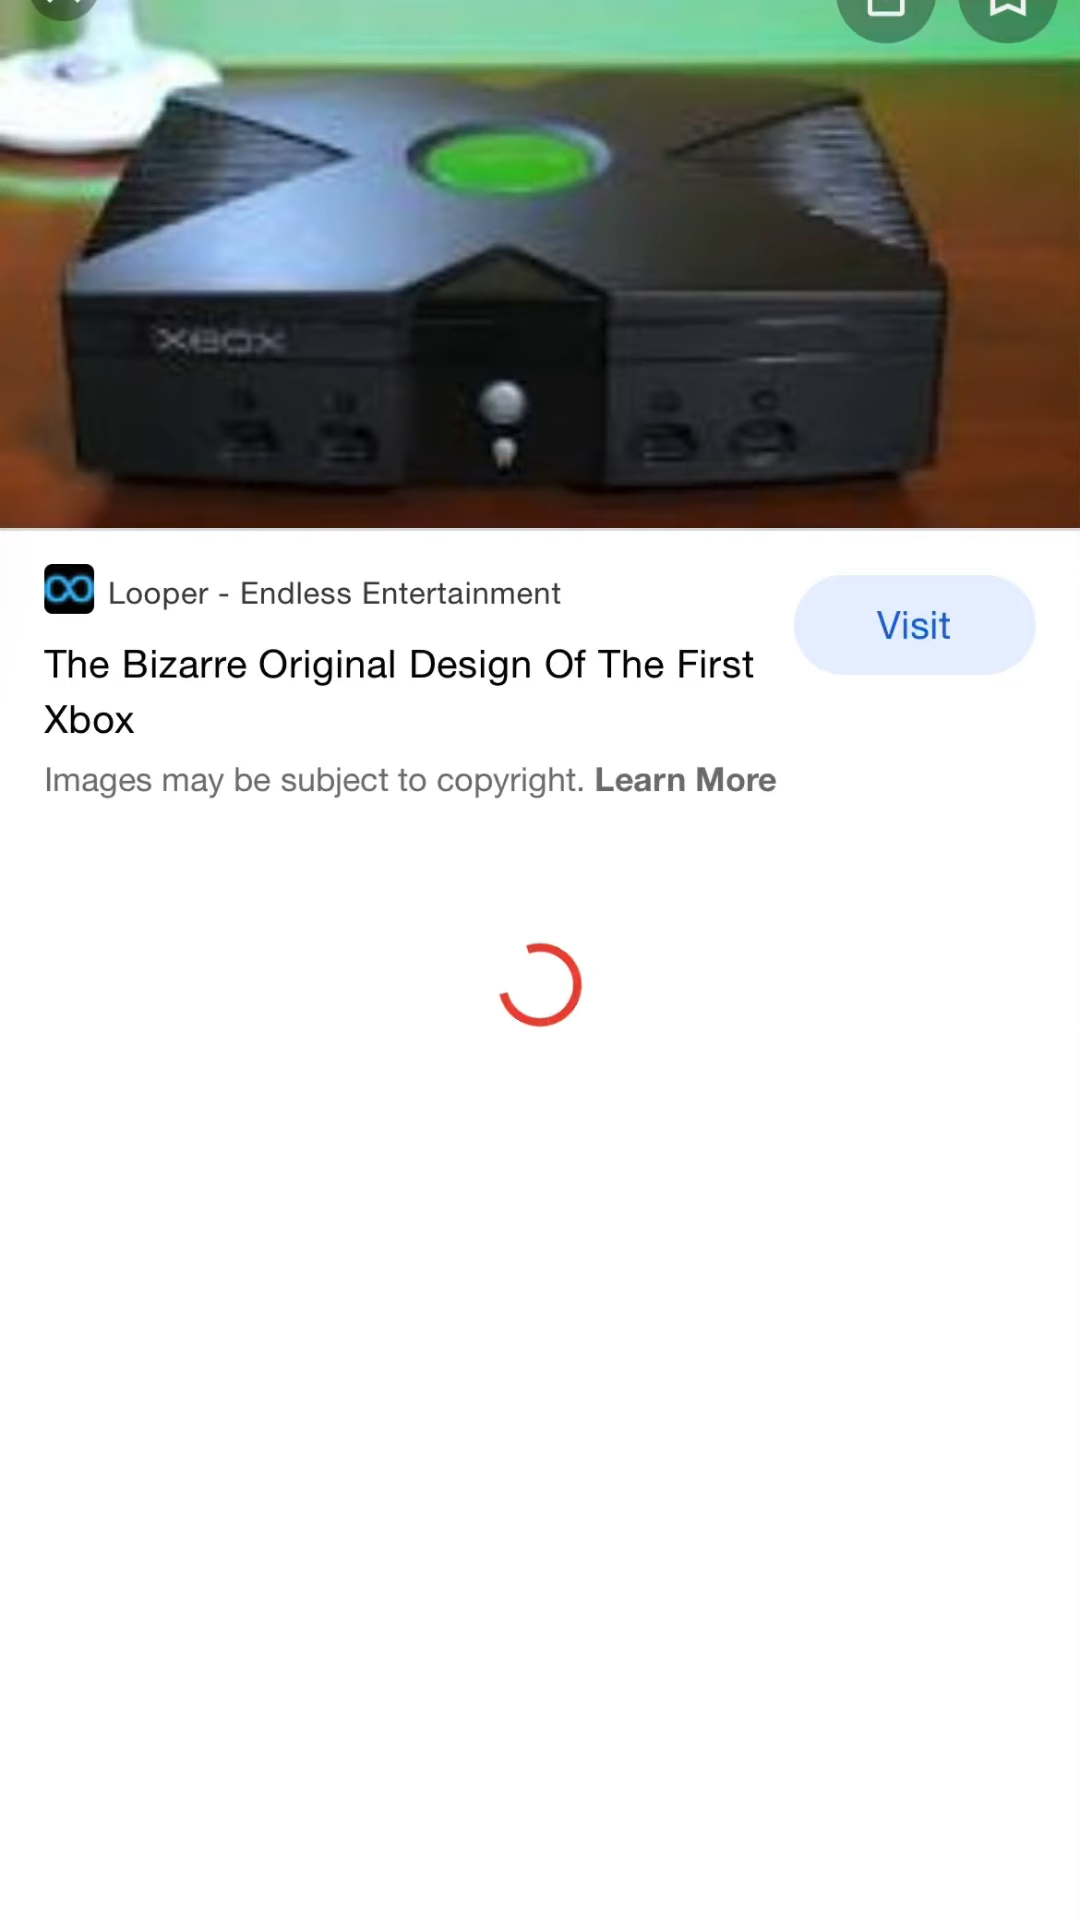 XBOX
Looper - Endless Entertainment
Visit
The Bizarre Original Design Of The First
Xbox
Images may be subject to copyright. Learn More